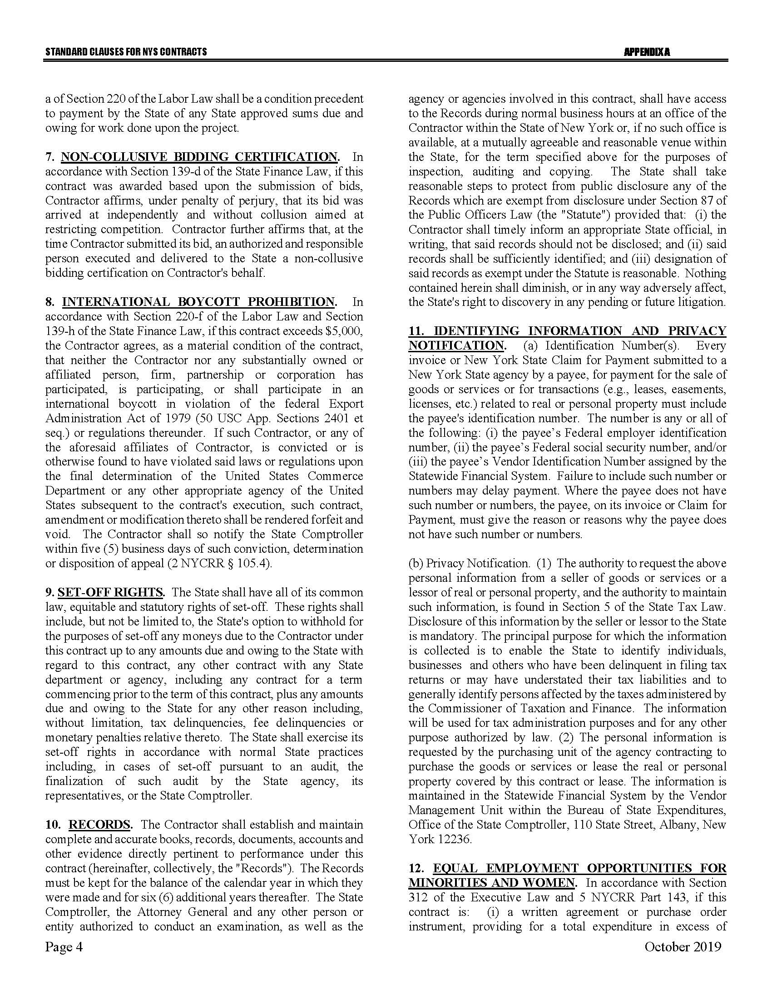 STANDARD CLAUSES FOR NYS CONTRACTS APPENDIX A
a of Section 220 of the Labor Law shall be a condition precedent
to payment by the State of any State approved sums due and
owing for work done upon the project.
7. NON-COLLUSIVE BIDDING CERTIFICATION. In
accordance with Section 139-d of the State Finance Law, if this
contract was awarded based upon the submission of bids,
Contractor affirms, under penalty of perjury, that its bid was
arrived at independently and without collusion aimed at
restricting competition. Contractor further affirms that, at the
time Contractor submitted its bid, an authorized and responsible
person executed and delivered to the State a non-collusive
bidding certification on Contractor's behalf.
8. INTERNATIONAL BOYCOTT PROHIBITION. In
accordance with Section 220-f of the Labor Law and Section
139-h of the State Finance Law, if this contract exceeds $5,000,
the Contractor agrees, as a material condition of the contract,
that neither the Contractor nor any substantially owned or
affiliated person, firm, partnership or corporation has
participated, is participating, or shall participate in an
international boycott in violation of the federal Export
Administration Act of 1979 (50 USC App. Sections 2401 et
seq.) or regulations thereunder. If such Contractor, or any of
the aforesaid affiliates of Contractor, is convicted or is
otherwise found to have violated said laws or regulations upon
the final determination of the United States Commerce
Department or any other appropriate agency of the United
States subsequent to the contract's execution, such contract,
amendment or modification thereto shall be rendered forfeit and
void. The Contractor shall so notify the State Comptroller
within five (5) business days of such conviction, determination
or disposition of appeal (2 NYCRR § 105.4).
9. SET-OFF RIGHTS. The State shall have all of its common
law, equitable and statutory rights of set-off. These rights shall
include, but not be limited to, the State's option to withhold for
the purposes of set-off any moneys due to the Contractor under
this contract up to any amounts due and owing to the State with
regard to this contract, any other contract with any State
department or agency, including any contract for a term
commencing prior to the term of this contract, plus any amounts
due and owing to the State for any other reason including,
without limitation, tax delinquencies, fee delinquencies or
monetary penalties relative thereto. The State shall exercise its
set-off rights in accordance with normal State practices
including, in cases of set-off pursuant to an audit, the
finalization of such audit by the State agency, its
representatives, or the State Comptroller.
10. RECORDS. The Contractor shall establish and maintain
complete and accurate books, records, documents, accounts and
other evidence directly pertinent to performance under this
contract (hereinafter, collectively, the "Records"). The Records
must be kept for the balance of the calendar year in which they
were made and for six (6) additional years thereafter. The State
Comptroller, the Attorney General and any other person or
entity authorized to conduct an examination, as well as the
agency or agencies involved in this contract, shall have access
to the Records during normal business hours at an office of the
Contractor within the State of New York or, if no such office is
available, at a mutually agreeable and reasonable venue within
the State, for the term specified above for the purposes of
inspection, auditing and copying. The State shall take
reasonable steps to protect from public disclosure any of the
Records which are exempt from disclosure under Section 87 of
the Public Officers Law (the "Statute") provided that: (i) the
Contractor shall timely inform an appropriate State official, in
writing, that said records should not be disclosed; and (ii) said
records shall be sufficiently identified; and (iii) designation of
said records as exempt under the Statute is reasonable. Nothing
contained herein shall diminish, or in any way adversely affect,
the State's right to discovery in any pending or future litigation.
11. IDENTIFYING INFORMATION AND PRIVACY
NOTIFICATION. (a) Identification Number(s). Every
invoice or New York State Claim for Payment submitted to a
New York State agency by a payee, for payment for the sale of
goods or services or for transactions (e.g., leases, easements,
licenses, etc.) related to real or personal property must include
the payee's identification number. The number is any or all of
the following: (i) the payee’s Federal employer identification
number, (ii) the payee’s Federal social security number, and/or
(iii) the payee’s Vendor Identification Number assigned by the
Statewide Financial System. Failure to include such number or
numbers may delay payment. Where the payee does not have
such number or numbers, the payee, on its invoice or Claim for
Payment, must give the reason or reasons why the payee does
not have such number or numbers.
(b) Privacy Notification. (1) The authority to request the above
personal information from a seller of goods or services or a
lessor of real or personal property, and the authority to maintain
such information, is found in Section 5 of the State Tax Law.
Disclosure of this information by the seller or lessor to the State
is mandatory. The principal purpose for which the information
is collected is to enable the State to identify individuals,
businesses and others who have been delinquent in filing tax
returns or may have understated their tax liabilities and to
generally identify persons affected by the taxes administered by
the Commissioner of Taxation and Finance. The information
will be used for tax administration purposes and for any other
purpose authorized by law. (2) The personal information is
requested by the purchasing unit of the agency contracting to
purchase the goods or services or lease the real or personal
property covered by this contract or lease. The information is
maintained in the Statewide Financial System by the Vendor
Management Unit within the Bureau of State Expenditures,
Office of the State Comptroller, 110 State Street, Albany, New
York 12236.
12. EQUAL EMPLOYMENT OPPORTUNITIES FOR
MINORITIES AND WOMEN. In accordance with Section
312 of the Executive Law and 5 NYCRR Part 143, if this
contract is: (i) a written agreement or purchase order
instrument, providing for a total expenditure in excess of
Page 4 October 2019